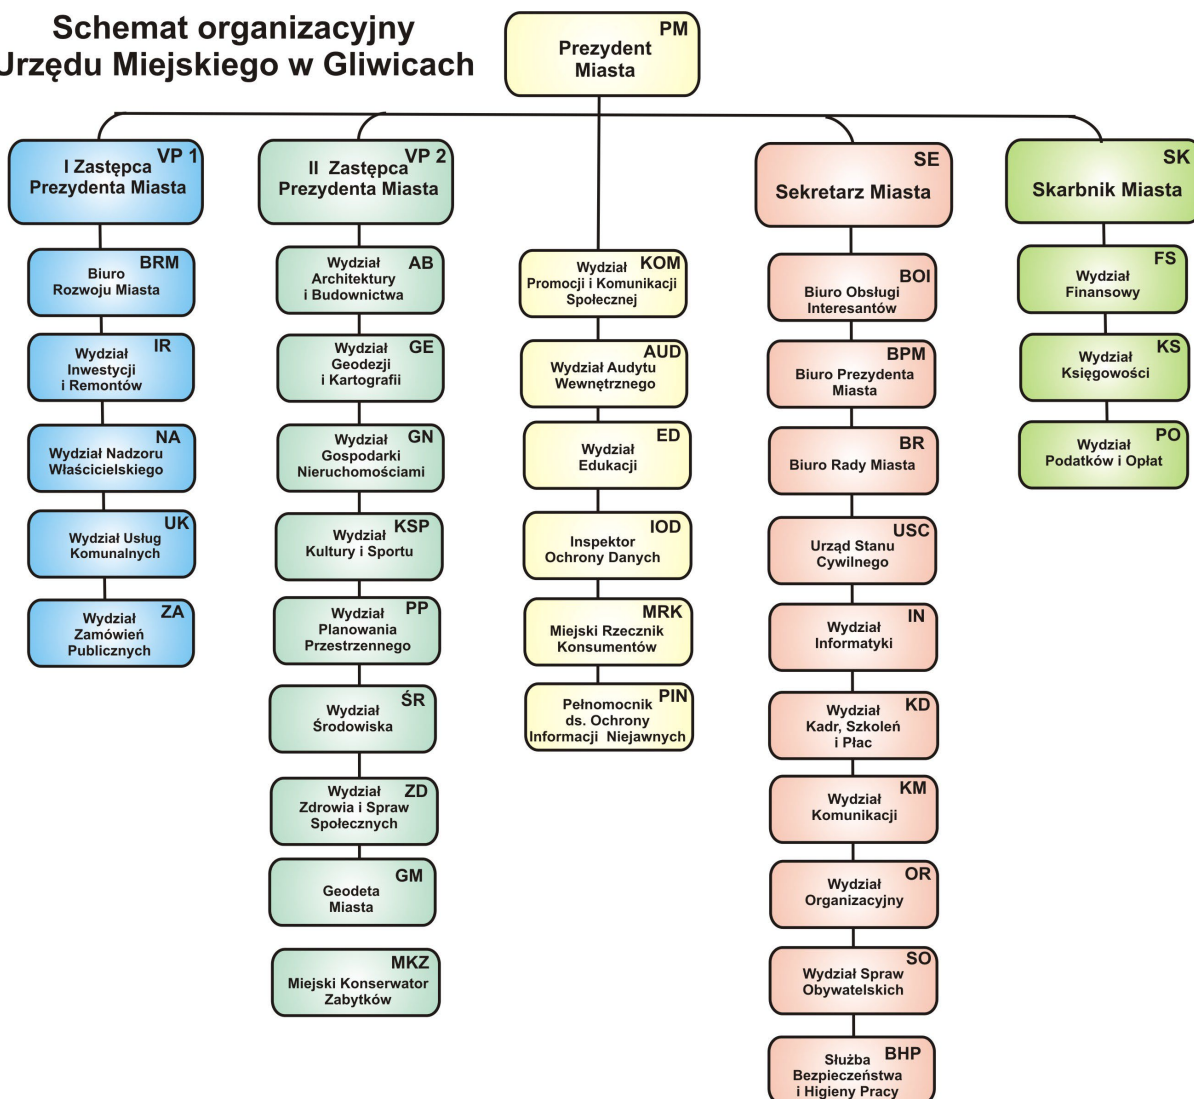 Schemat organizacyjny
Urzędu Miejskiego w Gliwicach
PM
Prezydent
Miasta
VP 1
I Zastępca
Prezydenta Miasta
BRM
Biuro
Rozwoju Miasta
IR
Wydział
Inwestycji
i Remontów
NA
Wydział Nadzoru
Właścicielskiego
UK
Wydział Usług
Komunalnych
ZA
Wydział
Zamówień
Publicznych
VP 2
II Zastępca
Prezydenta Miasta
AB
Wydział
Architektury
i Budownictwa
GE
Wydział
Geodezji
i Kartografii
GN
Wydział
Gospodarki
Nieruchomościami
KSP
Wydział
Kultury i Sportu
PP
Wydział
Planowania
Przestrzennego
ŚR
Wydział
Środowiska
ZD
Wydział
Zdrowia i Spraw
Społecznych
GM
Geodeta
Miasta
MKZ
Miejski Konserwator
Zabytków
KOM
Wydział
Promocji i Komunikacji
Społecznej
AUD
Wydział Audytu
Wewnętrznego
ED
Wydział
Edukacji
IOD
Inspektor
Ochrony Danych
MRK
Miejski Rzecznik
Konsumentów
PIN
Pełnomocnik
ds. Ochrony
Informacji Niejawnych
SE
Sekretarz Miasta
BOI
Biuro Obsługi
Interesantów
BPM
Biuro Prezydenta
Miasta
BR
Biuro Rady Miasta
USC
Urząd Stanu
Cywilnego
IN
Wydział
Informatyki
KD
Wydział
Kadr, Szkoleń
i Płac
KM
Wydział
Komunikacji
OR
Wydział
Organizacyjny
SO
Wydział Spraw
Obywatelskich
BHP
Służba
Bezpieczeństwa
i Higieny Pracy
SK
Skarbnik Miasta
FS
Wydział
Finansowy
KS
Wydział
Księgowości
PO
Wydział
Podatków i Opłat